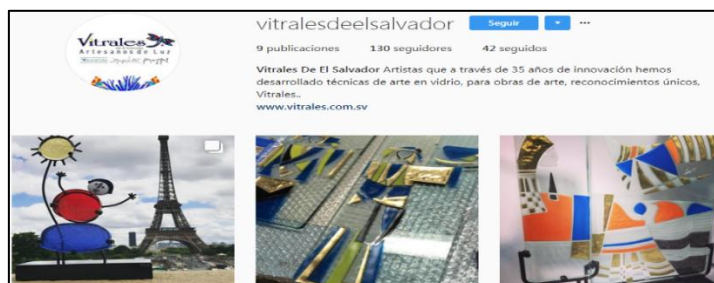 vitralesdeelsalvador Seguir
9 publicaciones 130 seguidores 42 seguidos
Vitrales De El Salvador Artistas que a través de 35 años de innovación hemos
desarrollado técnicas de arte en vidrio, para obras de arte, reconocimientos únicos,
Vitrales..
www.vitrales.com.sv
Vitrales
Artesanos de Luz